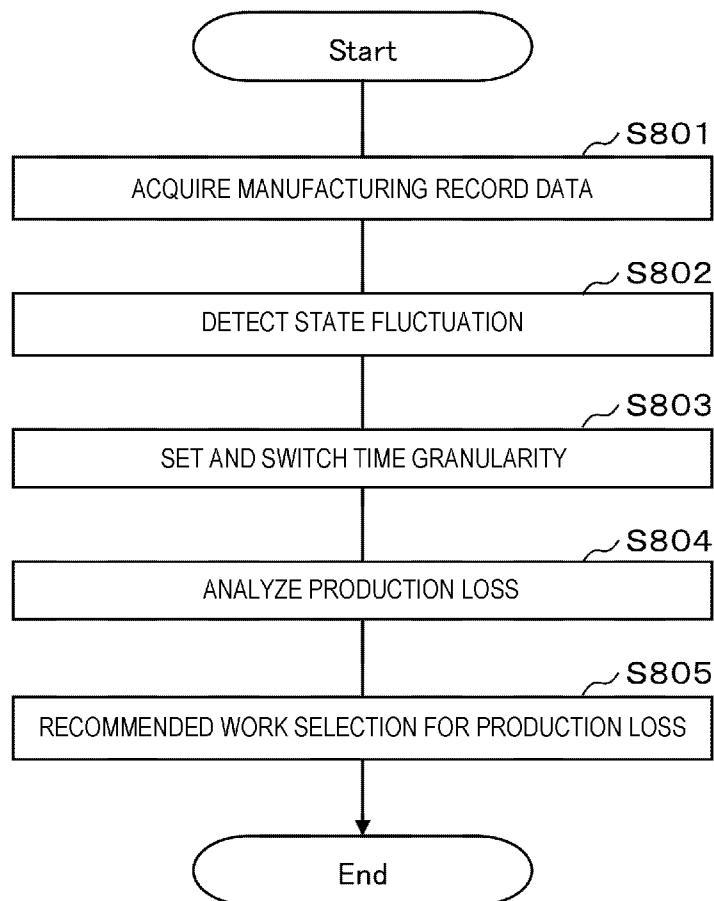 Start
S801
ACQUIRE MANUFACTURING RECORD DATA
S802
DETECT STATE FLUCTUATION
S803
SET AND SWITCH TIME GRANULARITY
S804
ANALYZE PRODUCTION LOSS
S805
RECOMMENDED WORK SELECTION FOR PRODUCTION LOSS
End